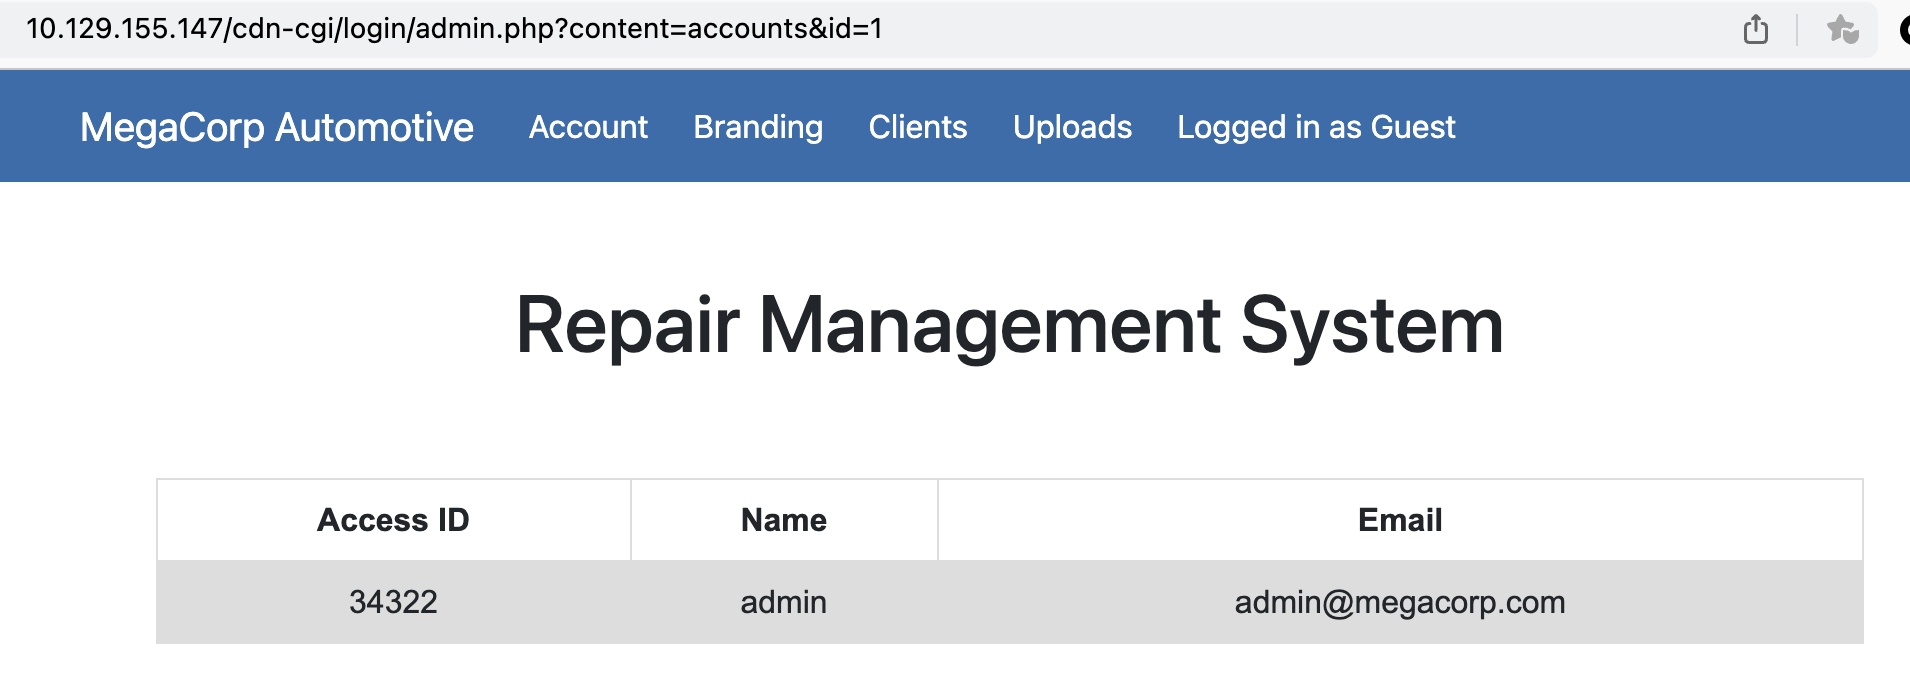 10.129.155.147/cdn-cgi/login/admin.php?content=accounts&id=1
MegaCorp Automotive Account Branding Clients Uploads Logged in as Guest
Repair Management System
Access ID Name Email
34322 admin admin@megacorp.com